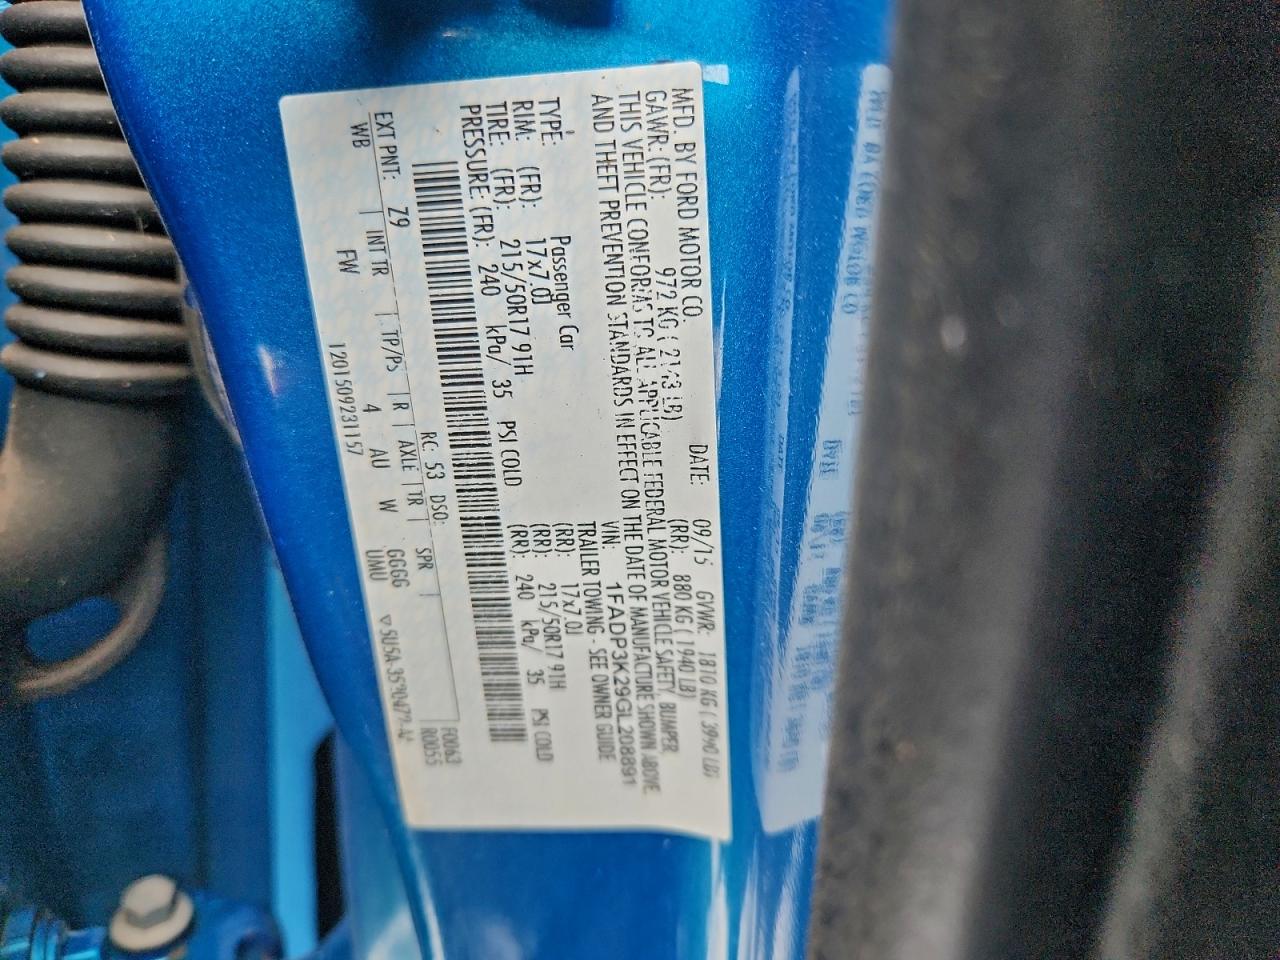 MFD. BY FORD MOTOR CO. DATE: 09/15 GVWR: 1810 KG ( 3990 LB)
GAWR: (FR): 972 KG ( 2143 LB) (RR): 880 KG ( 1940 LB)
THIS VEHICLE CONFORMS TO ALL APPLICABLE FEDERAL MOTOR VEHICLE SAFETY, BUMPER,
AND THEFT PREVENTION STANDARDS IN EFFECT ON THE DATE OF MANUFACTURE SHOWN ABOVE.
VIN: 1FADP3K29GL208891
TYPE: Passenger Car TRAILER TOWING - SEE OWNER GUIDE
RIM: (FR): 17x7.0J (RR): 17x7.0J
TIRE: (FR): 215/50R17 91H (RR): 215/50R17 91H
PRESSURE: (FR): 240 kPa/ 35 PSI COLD (RR): 240 kPa/ 35 PSI COLD
RC: 53 DSO: F0063
EXT PNT: Z9 R0055
WB INT TR TP/PS R AXLE TR SPR
FW 4 AU W GGGG
1201509231157 UMU